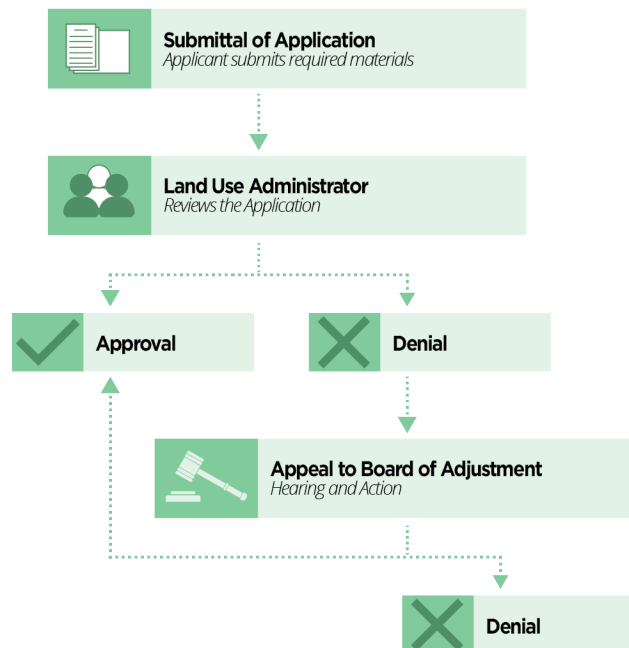 Submittal of Application
Applicant submits required materials
Land Use Administrator
Reviews the Application
Approval
Denial
Appeal to Board of Adjustment
Hearing and Action
Denial